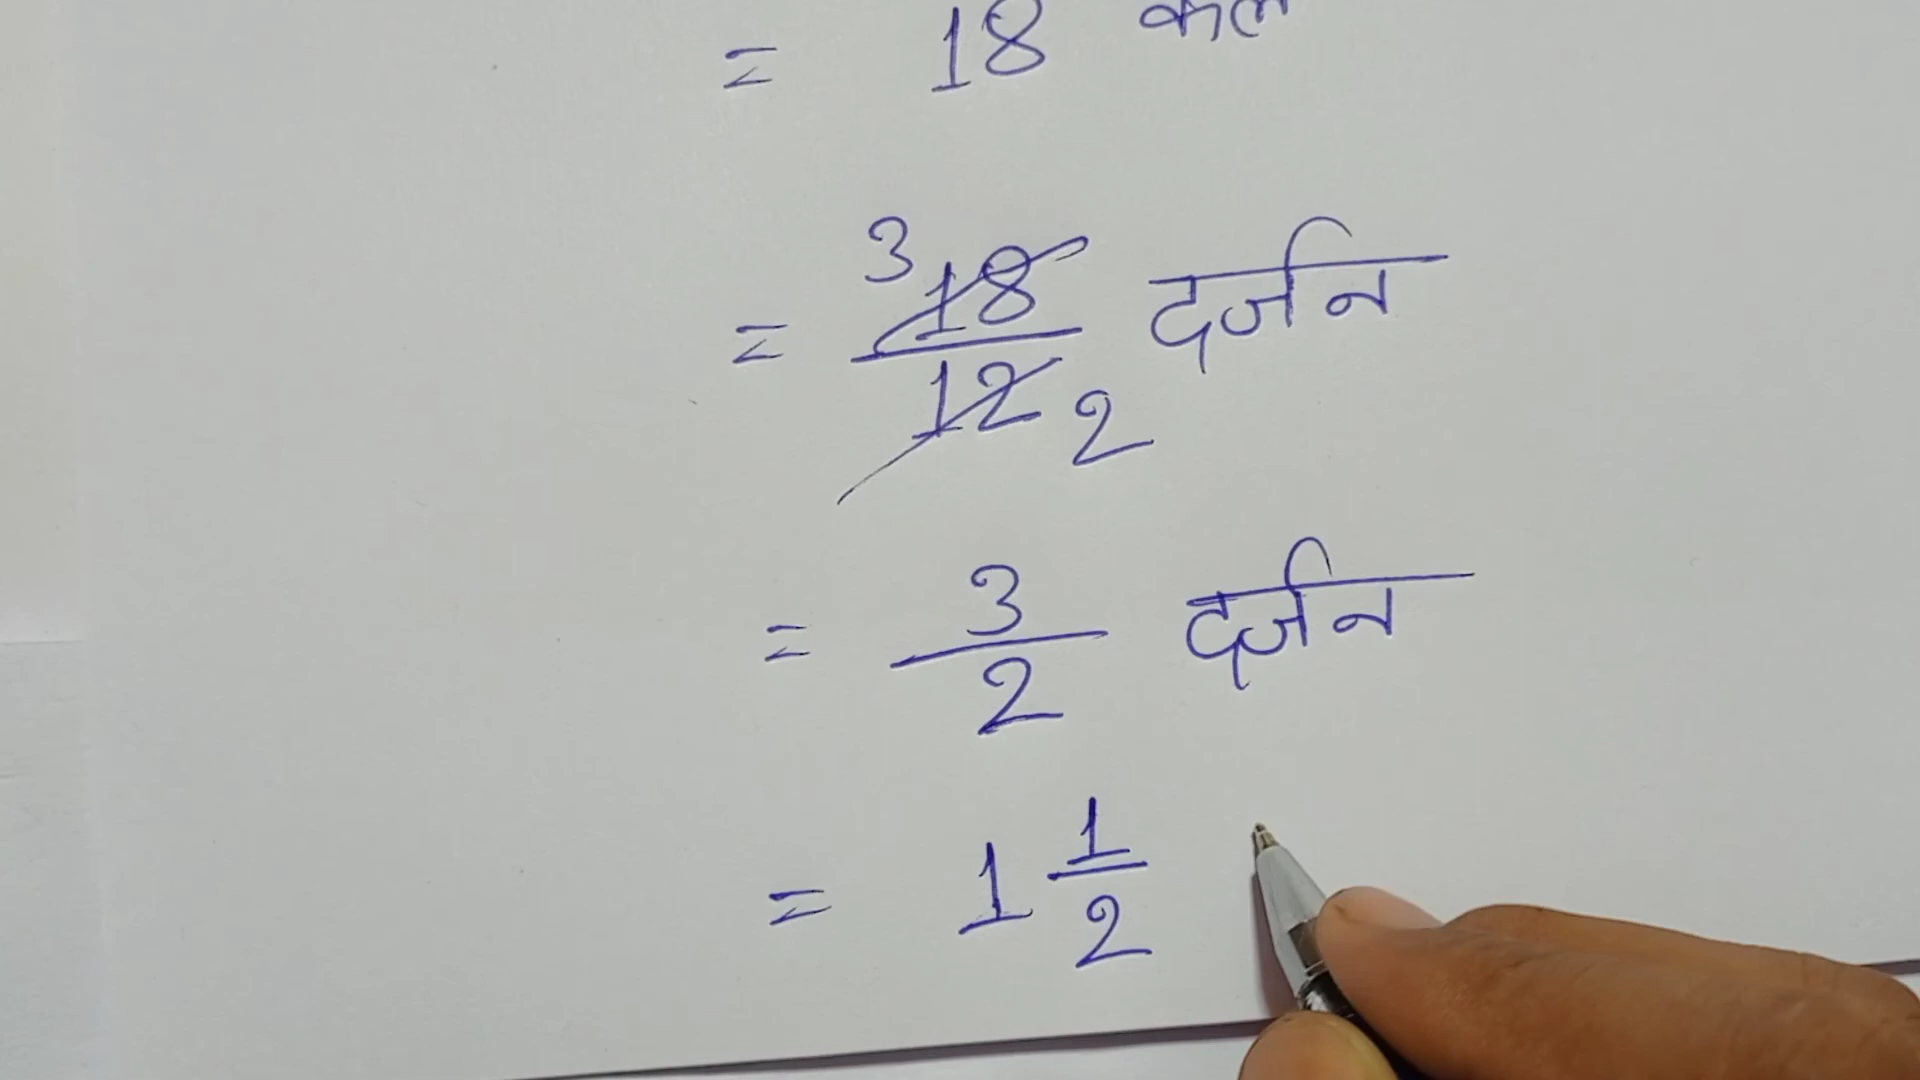 = 18
= 3 18/12 2 दर्जन
= 3/2 दर्जन
= 1 1/2